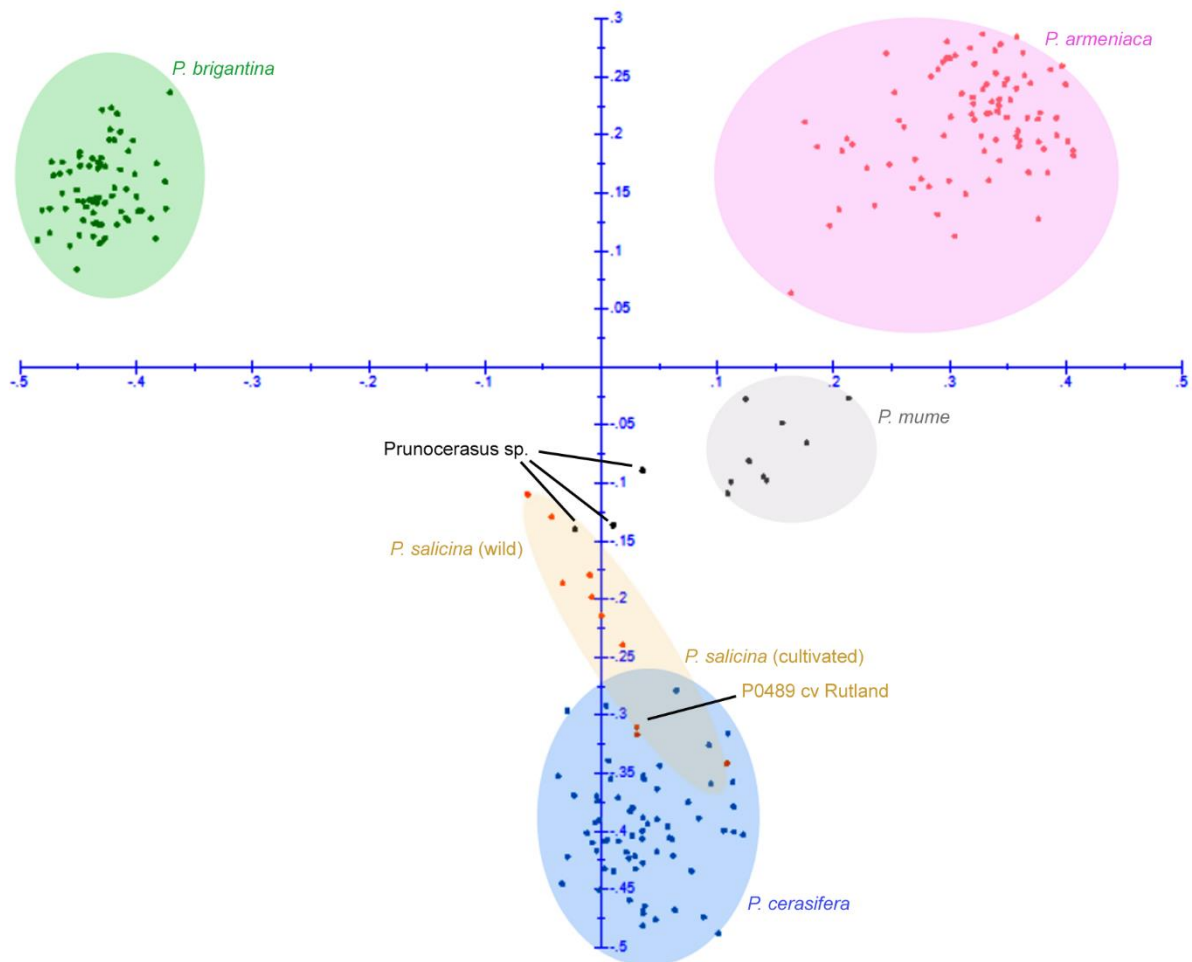 .3
P. armeniaca
P. brigantina
.25
.2
.15
.1
.05
-.5 -.4 -.3 -.2 -.1 .1 .2 .3 .4 .5
-.05
P. mume
Prunocerasus sp.
-.1
-.15
P. salicina (wild)
-.2
-.25
P. salicina (cultivated)
P0489 cv Rutland
-.3
-.35
-.4
-.45
P. cerasifera
-.5